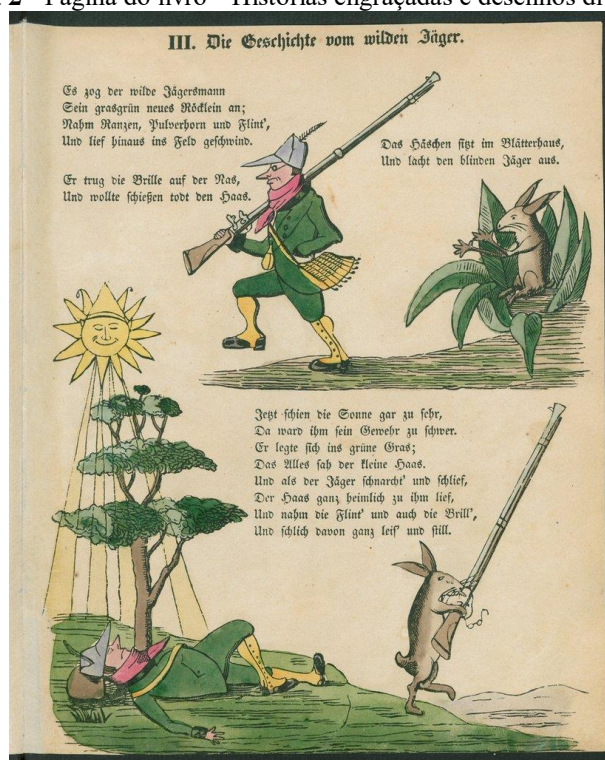 Página do livro
III. Die Geschichte vom wilden Jäger.
Es zog der wilde Jägersmann
Sein grasgrün neues Röcklein an;
Nahm Ranzen, Pulverhorn und Flint',
Und lief hinaus ins Feld geschwind.
Er trug die Brille auf der Nas,
Und wollte schießen todt den Haas.
Das Häschen sitzt im Blätterhaus,
Und lacht den blinden Jäger aus.
Jetzt schien die Sonne gar zu sehr,
Da ward ihm sein Gewehr zu schwer.
Er legte sich ins grüne Gras;
Das Alles sah der kleine Haas.
Und als der Jäger schnarcht' und schlief,
Der Haas ganz heimlich zu ihm lief,
Und nahm die Flint' und auch die Brill',
Und schlich davon ganz leis' und still.